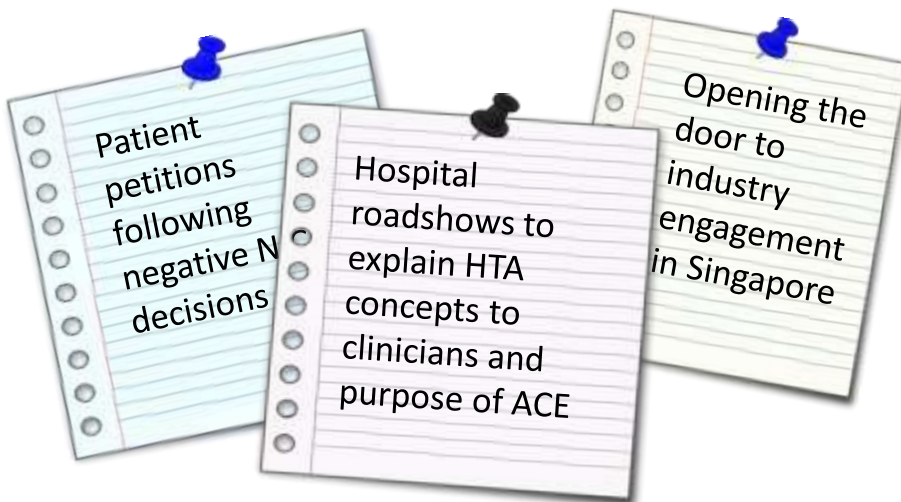 Patient
petitions
following
negative
decisions
Hospital
roadshows to
explain HTA
concepts to
clinicians and
purpose of ACE
Opening the
door to
industry
engagement
in Singapore